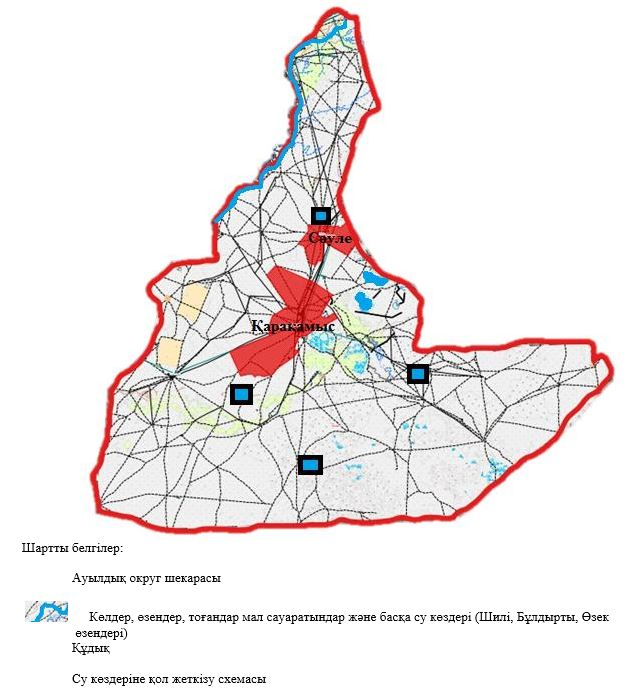 Сәуле
Қарақамыс
Шартты белгілер:
Ауылдық округ шекарасы
Көлдер, өзендер, тоғандар мал сауаратындар және басқа су көздері (Шилі, Бұлдырты, Өзек
өзендері)
Құдық
Су көздеріне қол жеткізу схемасы